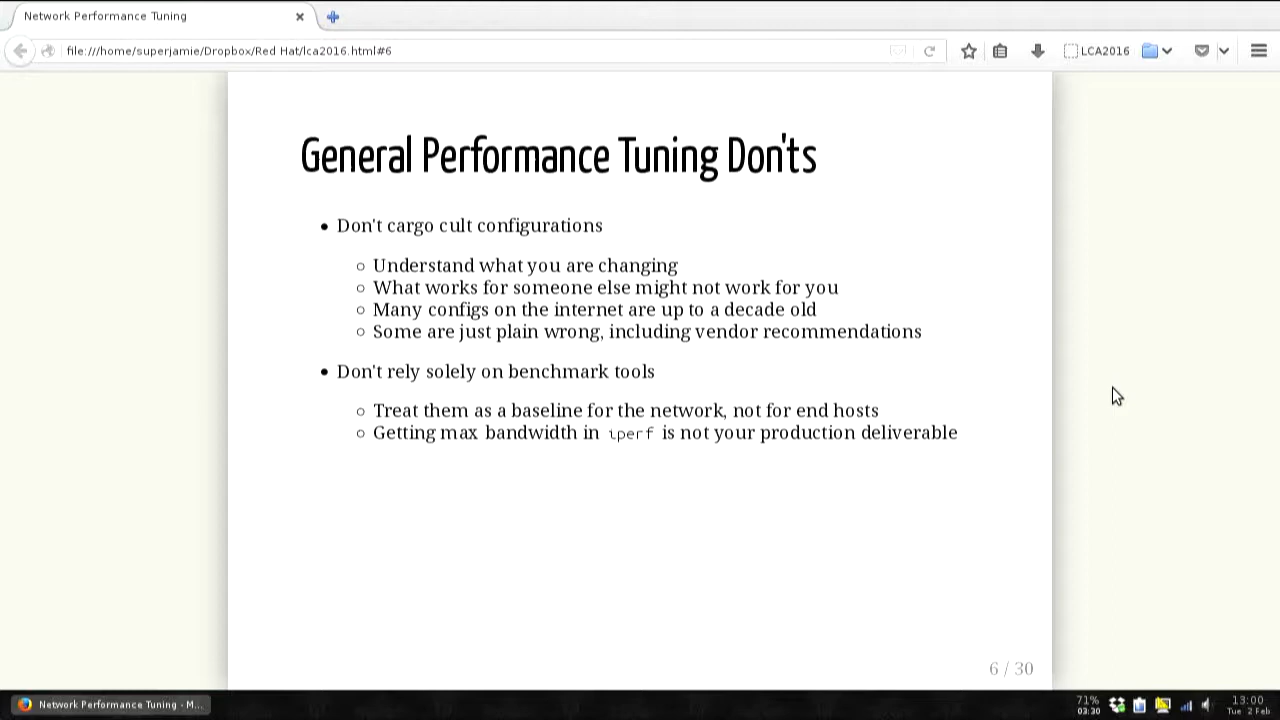 Network Performance Tuning
file:///home/superjamie/Dropbox/Red Hat/lca2016.html#6
LCA2016
General Performance Tuning Don'ts
Don't cargo cult configurations
Understand what you are changing
What works for someone else might not work for you
Many configs on the internet are up to a decade old
Some are just plain wrong, including vendor recommendations
Don't rely solely on benchmark tools
Treat them as a baseline for the network, not for end hosts
Getting max bandwidth in iperf is not your production deliverable
6 / 30
Network Performance Tuning - M...
71%
03:30
13:00
Tue 2 Feb